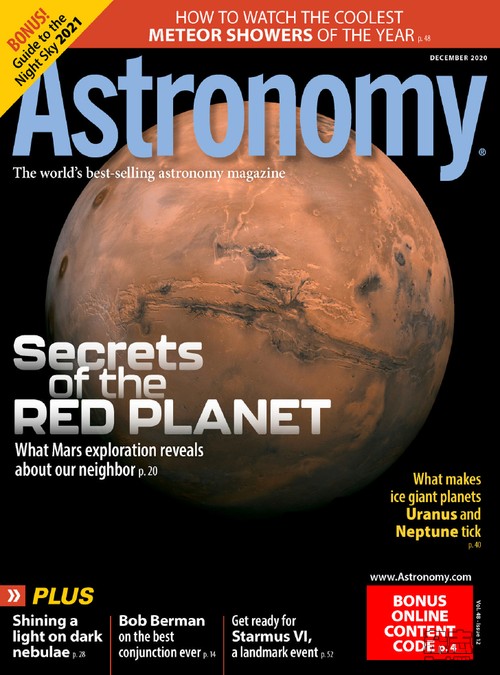 BONUS!
Guide to the
Night Sky 2021
HOW TO WATCH THE COOLEST
METEOR SHOWERS OF THE YEAR p. 48
DECEMBER 2020
Astronomy®
The world's best-selling astronomy magazine
Secrets
of the
RED PLANET
What Mars exploration reveals
about our neighbor p. 20
What makes
ice giant planets
Uranus and
Neptune tick
p. 40
www.Astronomy.com
BONUS
ONLINE
CONTENT
CODE p. 4
Vol. 48 • Issue 12
» PLUS
Shining a
light on dark
nebulae p. 28
Bob Berman
on the best
conjunction ever p. 14
Get ready for
Starmus VI,
a landmark event p. 52